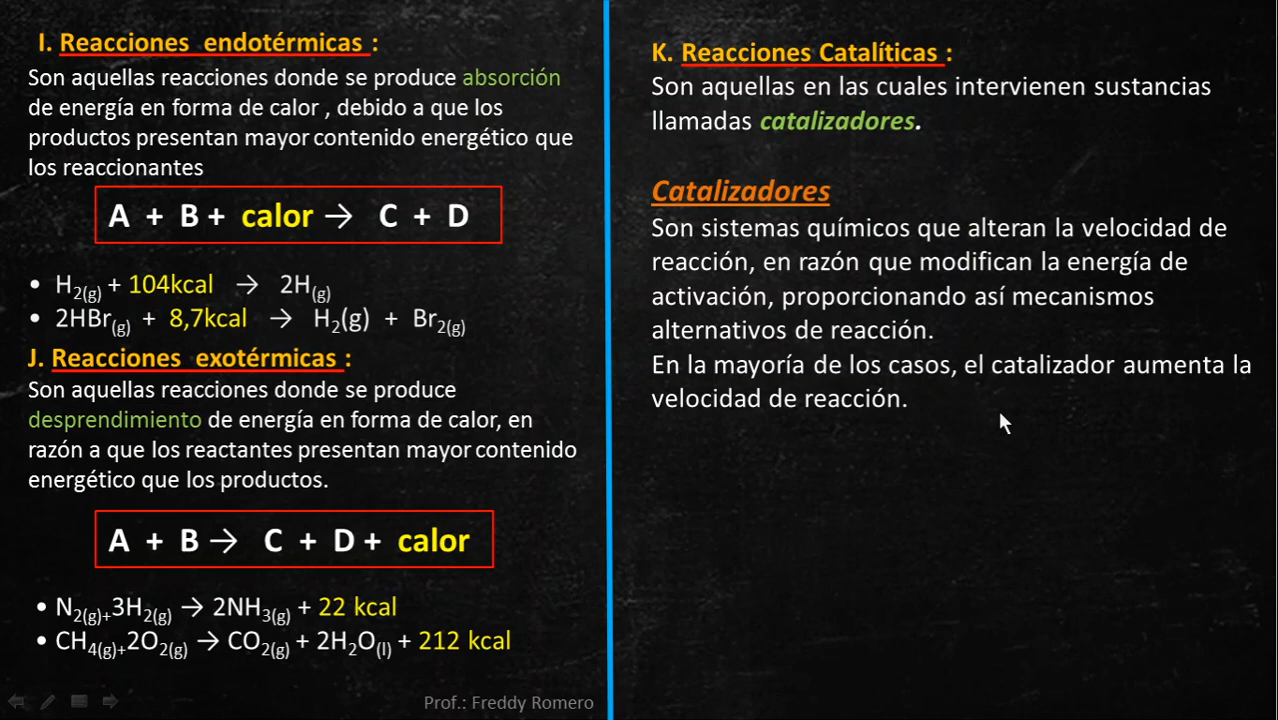 I. Reacciones endotérmicas :
Son aquellas reacciones donde se produce absorción
de energía en forma de calor , debido a que los
productos presentan mayor contenido energético que
los reaccionantes
A + B + calor → C + D
• H₂(g) + 104kcal → 2H(g)
• 2HBr(g) + 8,7kcal → H₂(g) + Br₂(g)
J. Reacciones exotérmicas :
Son aquellas reacciones donde se produce
desprendimiento de energía en forma de calor, en
razón a que los reactantes presentan mayor contenido
energético que los productos.
A + B → C + D + calor
• N₂(g)+3H₂(g) → 2NH₃(g) + 22 kcal
• CH₄(g)+2O₂(g) → CO₂(g) + 2H₂O(l) + 212 kcal
Prof.: Freddy Romero
K. Reacciones Catalíticas :
Son aquellas en las cuales intervienen sustancias
llamadas catalizadores.
Catalizadores
Son sistemas químicos que alteran la velocidad de
reacción, en razón que modifican la energía de
activación, proporcionando así mecanismos
alternativos de reacción.
En la mayoría de los casos, el catalizador aumenta la
velocidad de reacción.